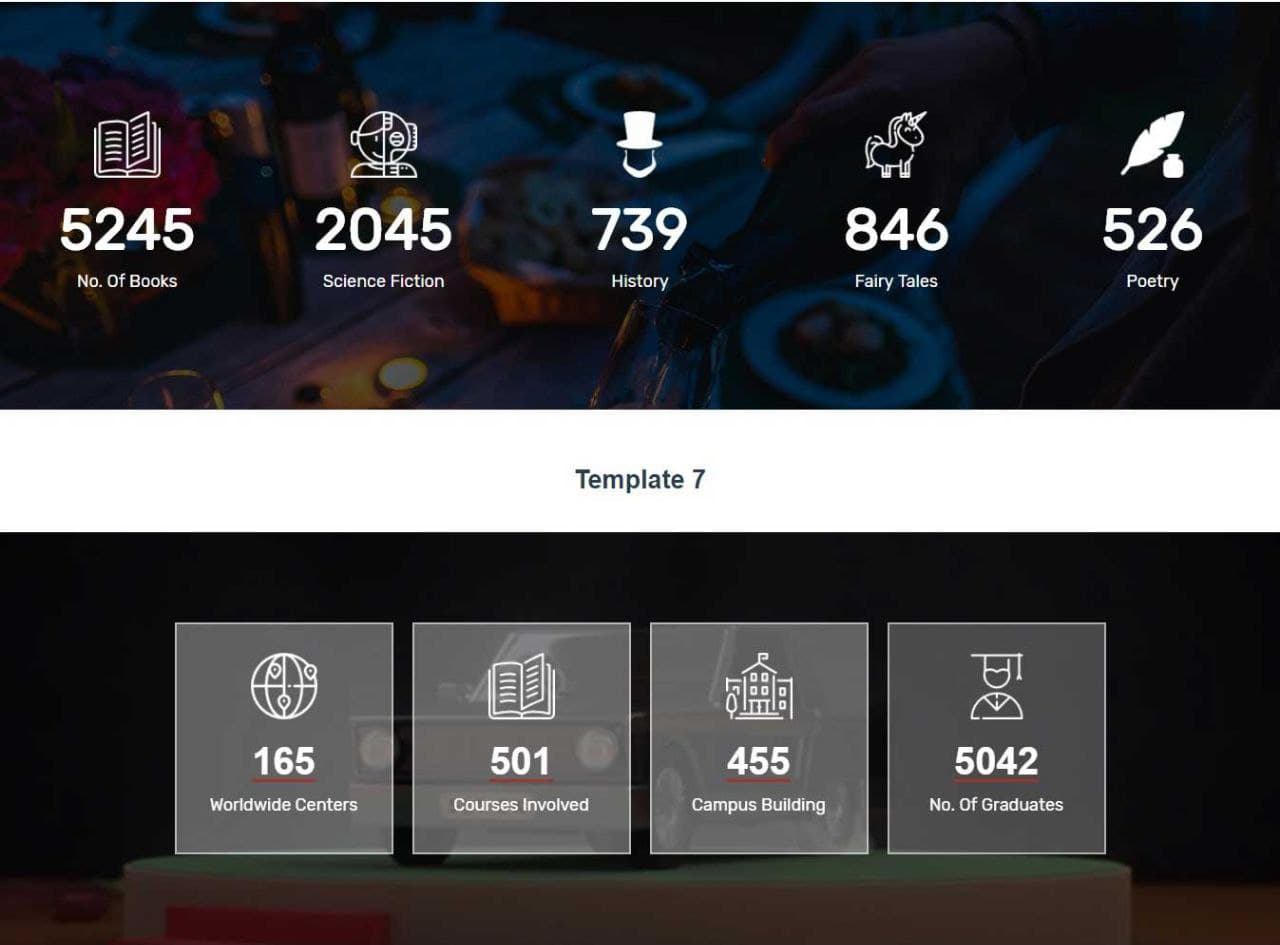 5245 2045 739 846 526
No. Of Books Science Fiction History Fairy Tales Poetry
Template 7
165 501 455 5042
Worldwide Centers Courses Involved Campus Building No. Of Graduates